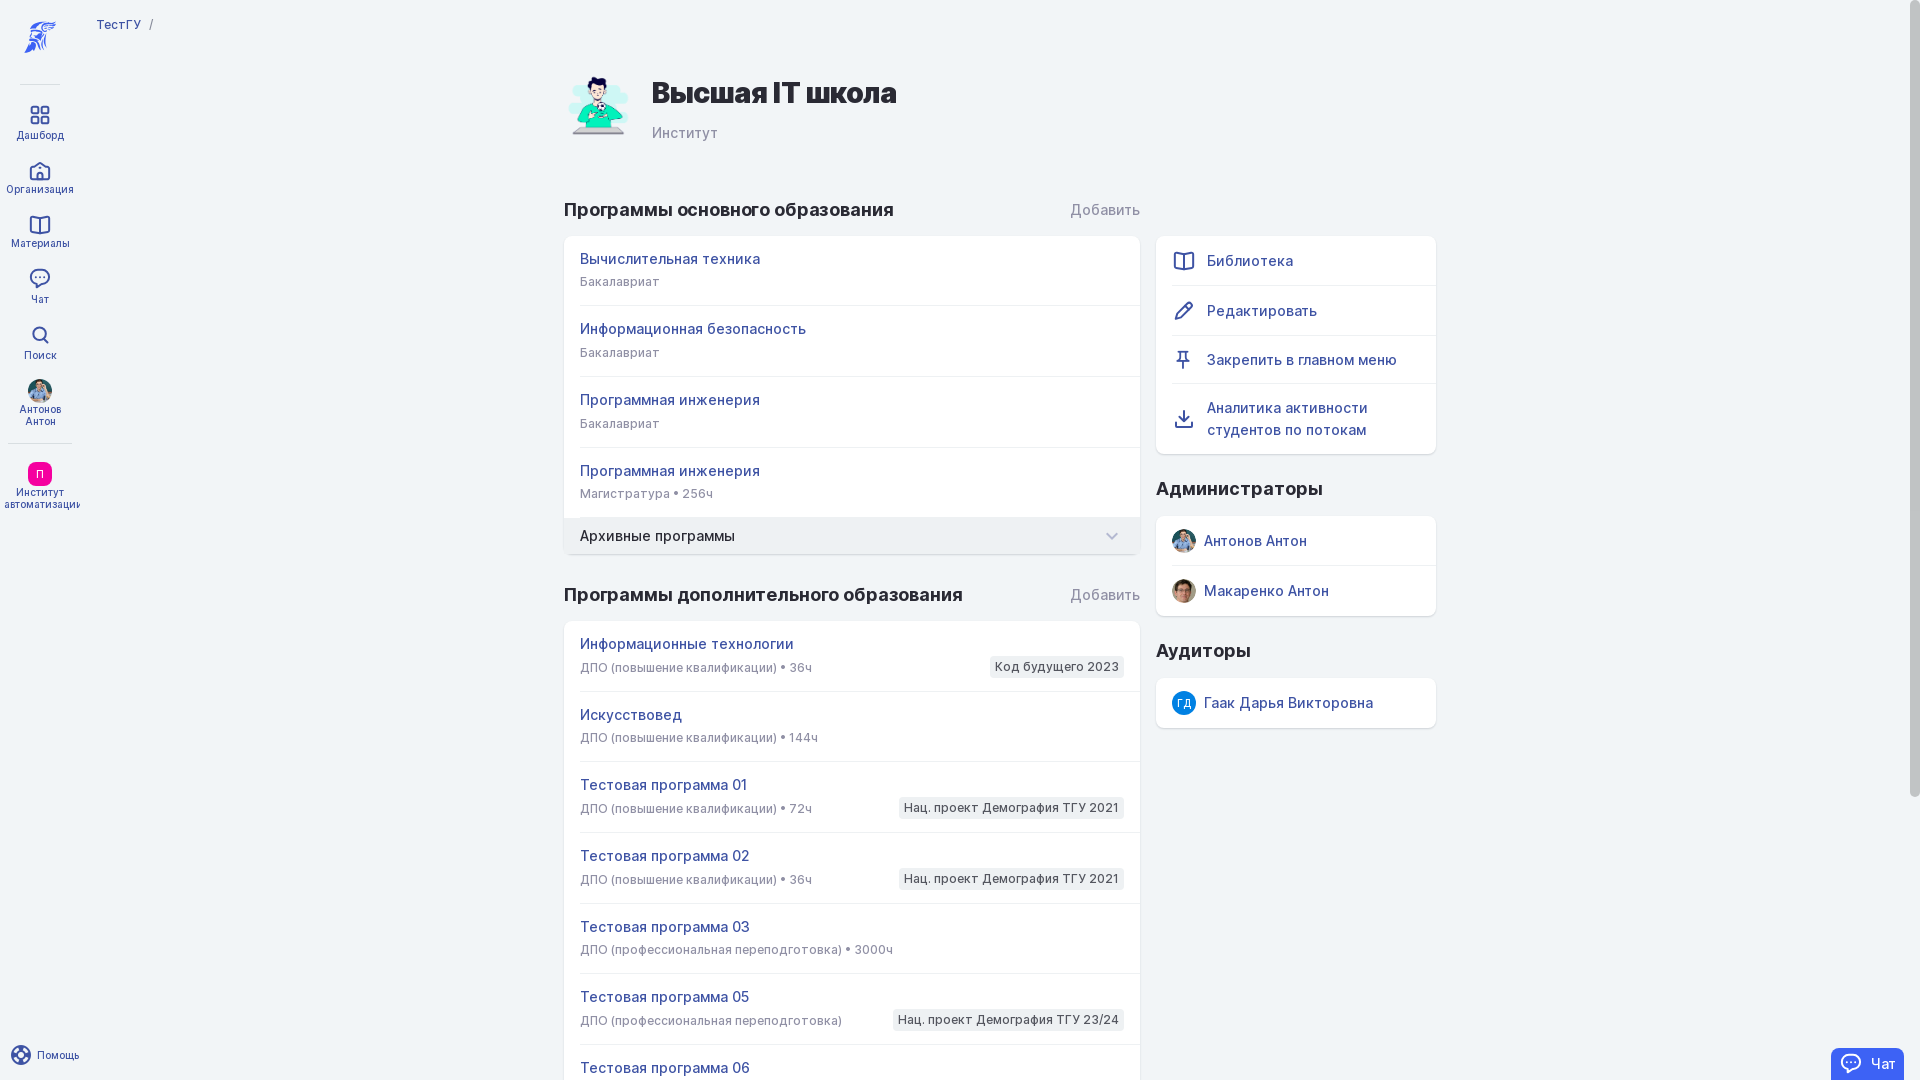 ТестГУ /
Дашборд
Организация
Материалы
Чат
Поиск
Антонов
Антон
П
Институт
автоматизации
Помощь
Высшая IT школа
Институт
Программы основного образования
Добавить
Вычислительная техника
Бакалавриат
Информационная безопасность
Бакалавриат
Программная инженерия
Бакалавриат
Программная инженерия
Магистратура • 256ч
Архивные программы
Программы дополнительного образования
Добавить
Информационные технологии
ДПО (повышение квалификации) • 36ч
Код будущего 2023
Искусствовед
ДПО (повышение квалификации) • 144ч
Тестовая программа 01
ДПО (повышение квалификации) • 72ч
Нац. проект Демография ТГУ 2021
Тестовая программа 02
ДПО (повышение квалификации) • 36ч
Нац. проект Демография ТГУ 2021
Тестовая программа 03
ДПО (профессиональная переподготовка) • 3000ч
Тестовая программа 05
ДПО (профессиональная переподготовка)
Нац. проект Демография ТГУ 23/24
Тестовая программа 06
Библиотека
Редактировать
Закрепить в главном меню
Аналитика активности
студентов по потокам
Администраторы
Антонов Антон
Макаренко Антон
Аудиторы
ГД
Гаак Дарья Викторовна
Чат